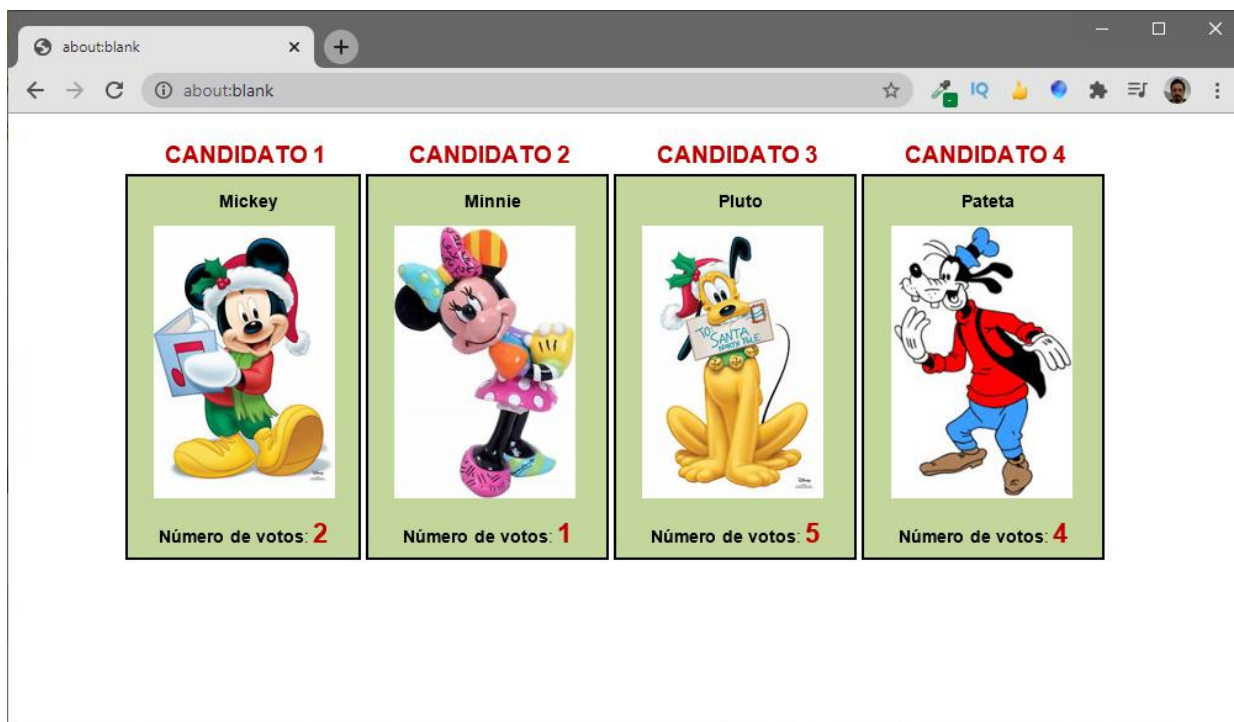 about:blank
about:blank
IQ
CANDIDATO 1
CANDIDATO 2
CANDIDATO 3
CANDIDATO 4
Mickey
Minnie
Pluto
Pateta
TO:
SANTA
NORTH POLE
Número de votos: 2
Número de votos: 1
Número de votos: 5
Número de votos: 4